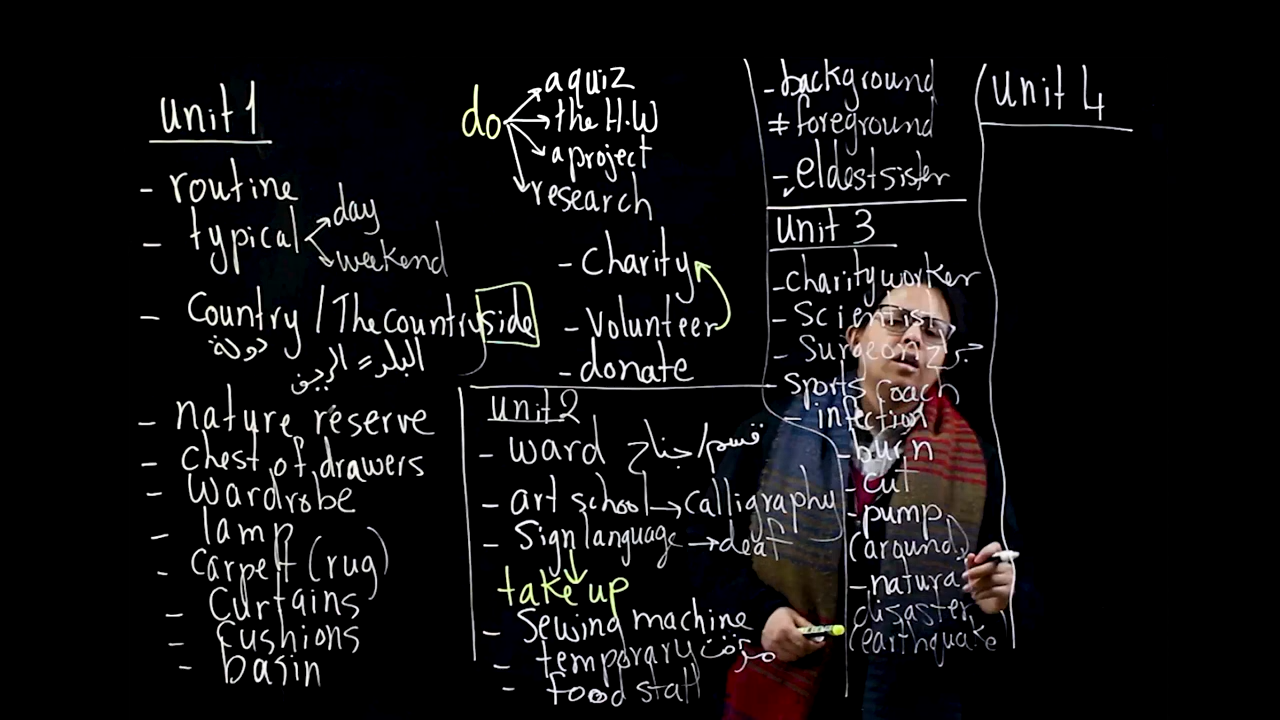 Unit 1
- routine
- typical day
weekend
- Country / The Countryside
دولة
البلد = الريف
- nature reserve
- chest of drawers
- wardrobe
- lamp
- carpet (rug)
- Curtains
- Cushions
- basin
do a quiz
the H.W
a project
research
- Charity
- Volunteer
- donate
Unit 2
- ward قسم/جناح
- art school → calligraphy
- Sign language → deaf
take up
- Sewing machine
- temporary مؤقت
- food stall
- background
≠ foreground
- eldest sister
Unit 3
- charity worker
- Scientist
- Surgeon
- sports coach
- infection
- burn
- cut
- pump
(around)
- natural
disaster
(earthquake
Unit 4